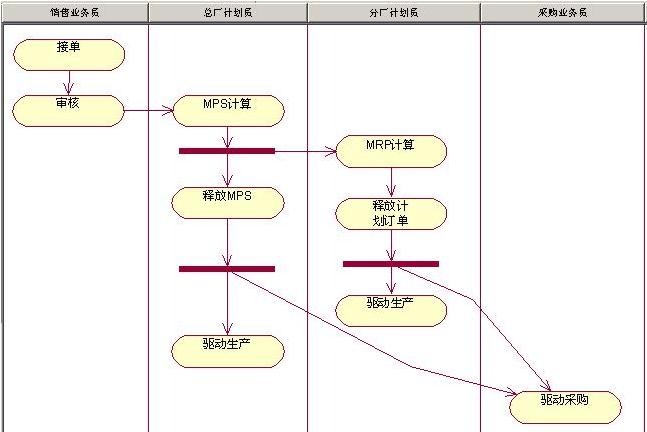 销售业务员
总厂计划员
分厂计划员
采购业务员
接单
审核
MPS计算
MRP计算
释放MPS
释放计
划订单
驱动生产
驱动生产
驱动采购